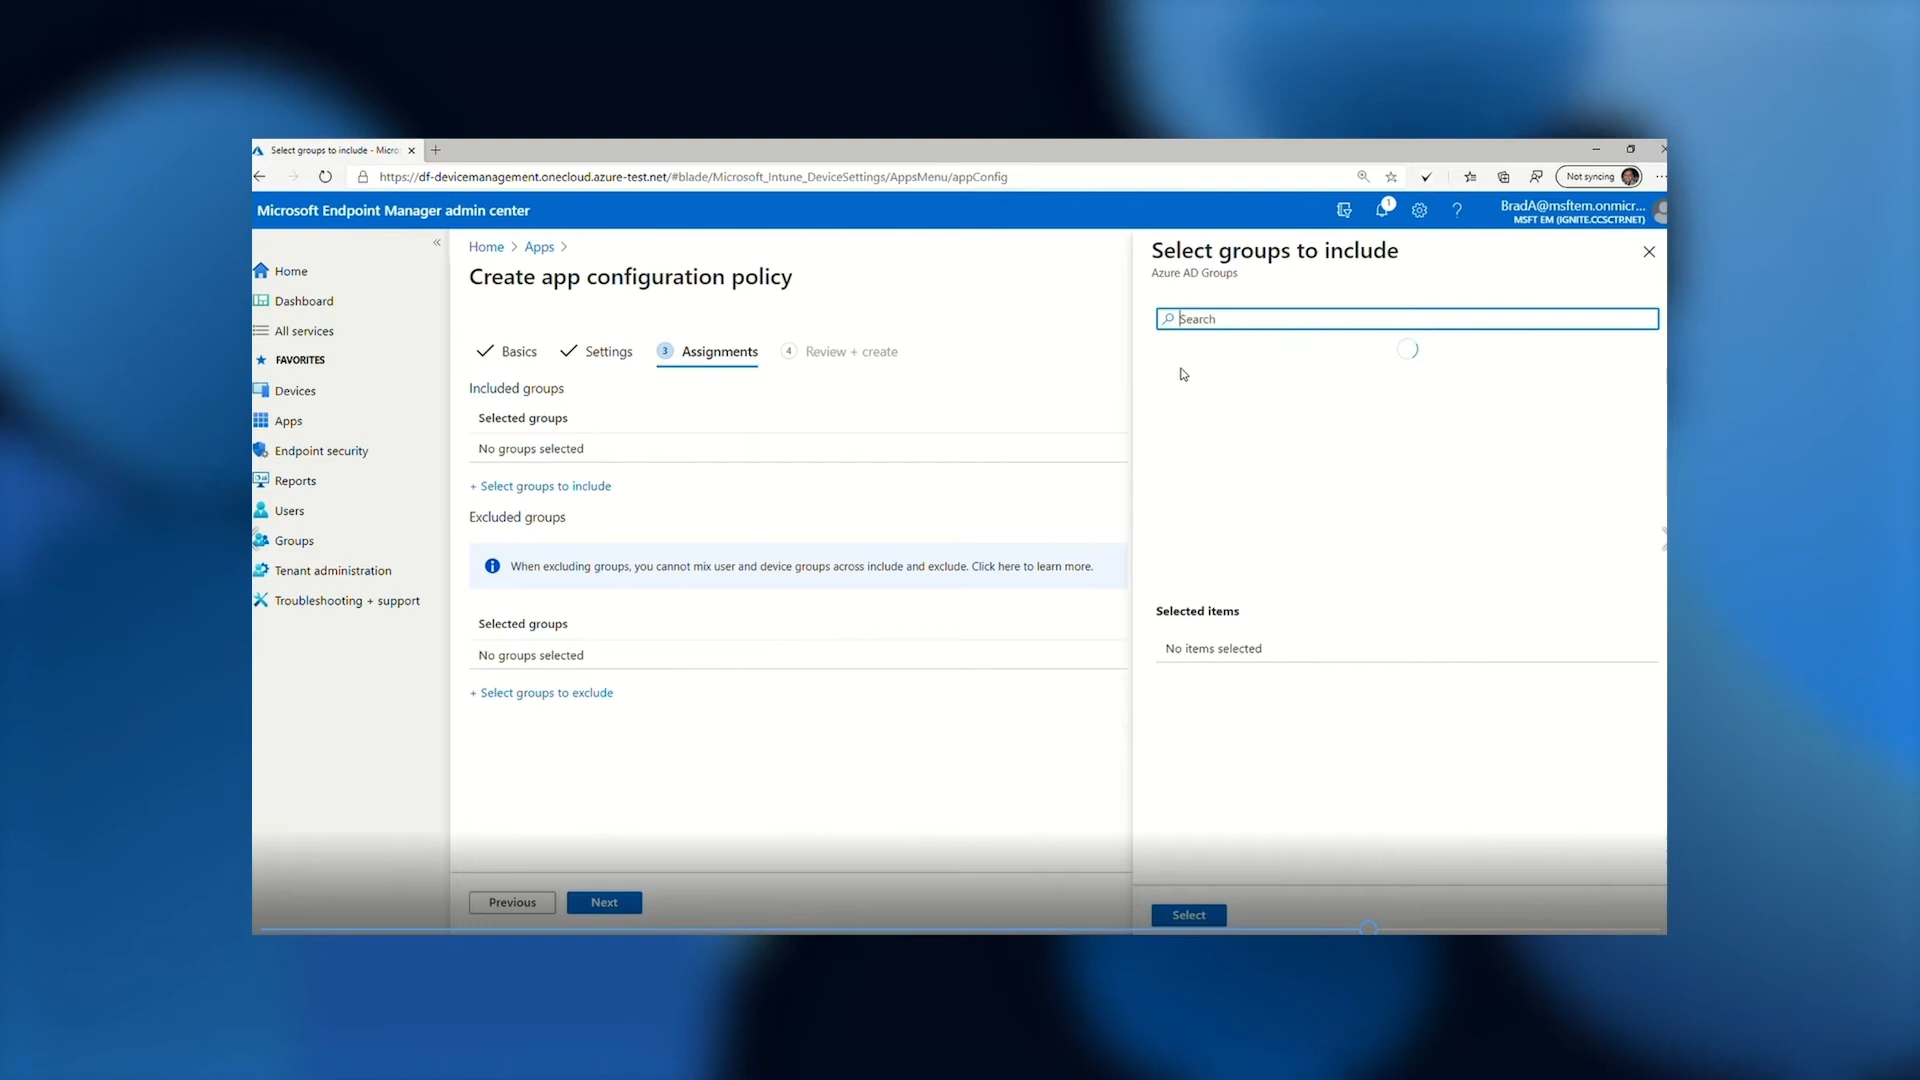 Select groups to include - Micro
https://df-devicemanagement.onecloud.azure-test.net/#blade/Microsoft_Intune_DeviceSettings/AppsMenu/appConfig
Not syncing
Microsoft Endpoint Manager admin center
1
BradA@msftem.onmicr...
MSFT EM (IGNITE.CCSCTP.NET)
Home
Dashboard
All services
FAVORITES
Devices
Apps
Endpoint security
Reports
Users
Groups
Tenant administration
Troubleshooting + support
Home > Apps >
Create app configuration policy
Basics Settings 3 Assignments 4 Review + create
Included groups
Selected groups
No groups selected
+ Select groups to include
Excluded groups
When excluding groups, you cannot mix user and device groups across include and exclude. Click here to learn more.
Selected groups
No groups selected
+ Select groups to exclude
Previous Next
Select groups to include
Azure AD Groups
Search
Selected items
No items selected
Select